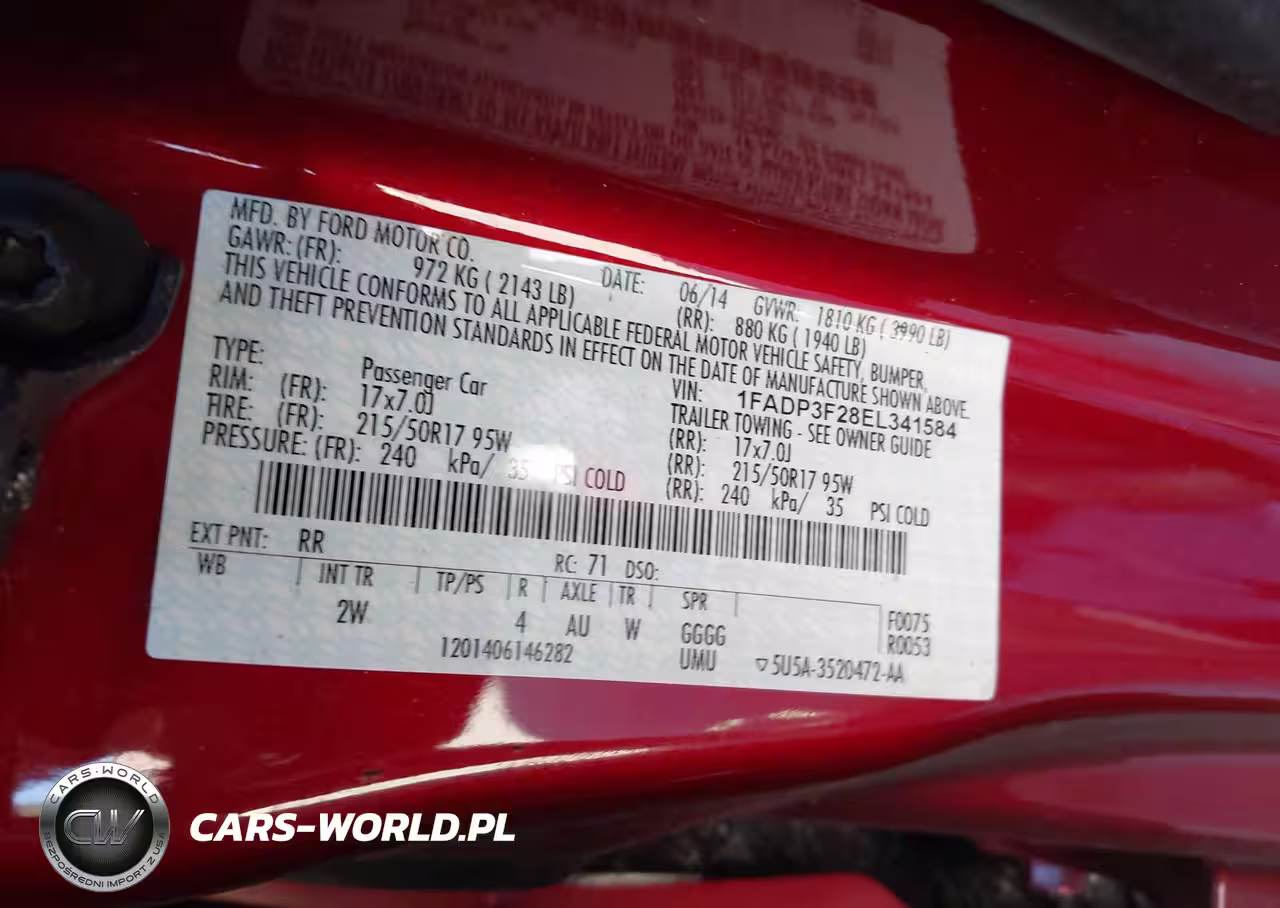 MFD. BY FORD MOTOR CO. DATE: 06/14 GVWR: 1810 KG ( 3990 LB)
GAWR: (FR): 972 KG ( 2143 LB) (RR): 880 KG ( 1940 LB)
THIS VEHICLE CONFORMS TO ALL APPLICABLE FEDERAL MOTOR VEHICLE SAFETY, BUMPER,
AND THEFT PREVENTION STANDARDS IN EFFECT ON THE DATE OF MANUFACTURE SHOWN ABOVE.
VIN: 1FADP3F28EL341584
TYPE: Passenger Car TRAILER TOWING - SEE OWNER GUIDE
RIM: (FR): 17x7.0J (RR): 17x7.0J
TIRE: (FR): 215/50R17 95W (RR): 215/50R17 95W
PRESSURE: (FR): 240 kPa/ 35 PSI COLD (RR): 240 kPa/ 35 PSI COLD
EXT PNT: RR RC: 71 DSO:
WB INT TR TP/PS R AXLE TR SPR F0075
2W 4 AU W GGGG R0053
1201406146282 UMU ▽5U5A-3520472-AA
CARS-WORLD
CW
BEZPOŚREDNI IMPORT Z USA
CARS-WORLD.PL